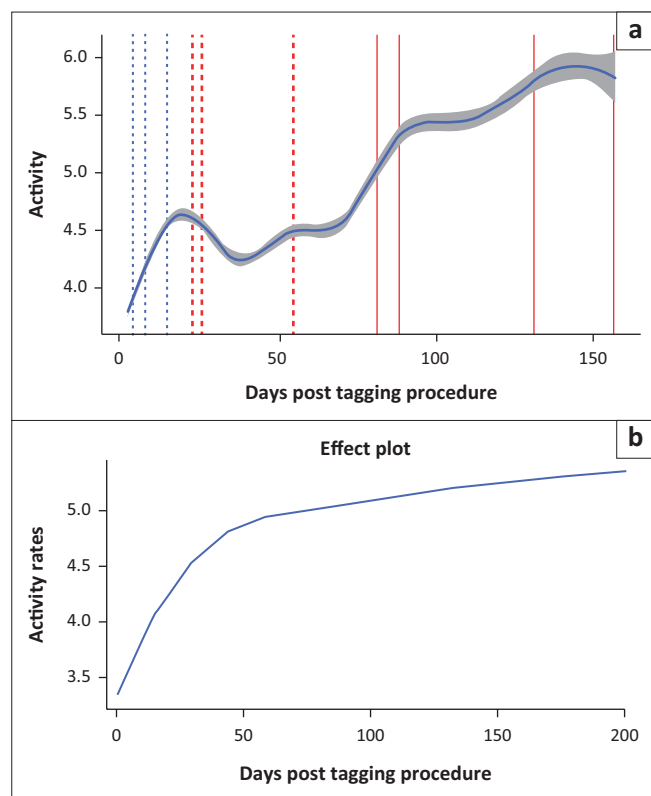 a
6.0
5.5
5.0
4.5
4.0
Activity
0
50
100
150
Days post tagging procedure
b
Effect plot
5.0
4.5
4.0
3.5
Activity rates
0
50
100
150
200
Days post tagging procedure